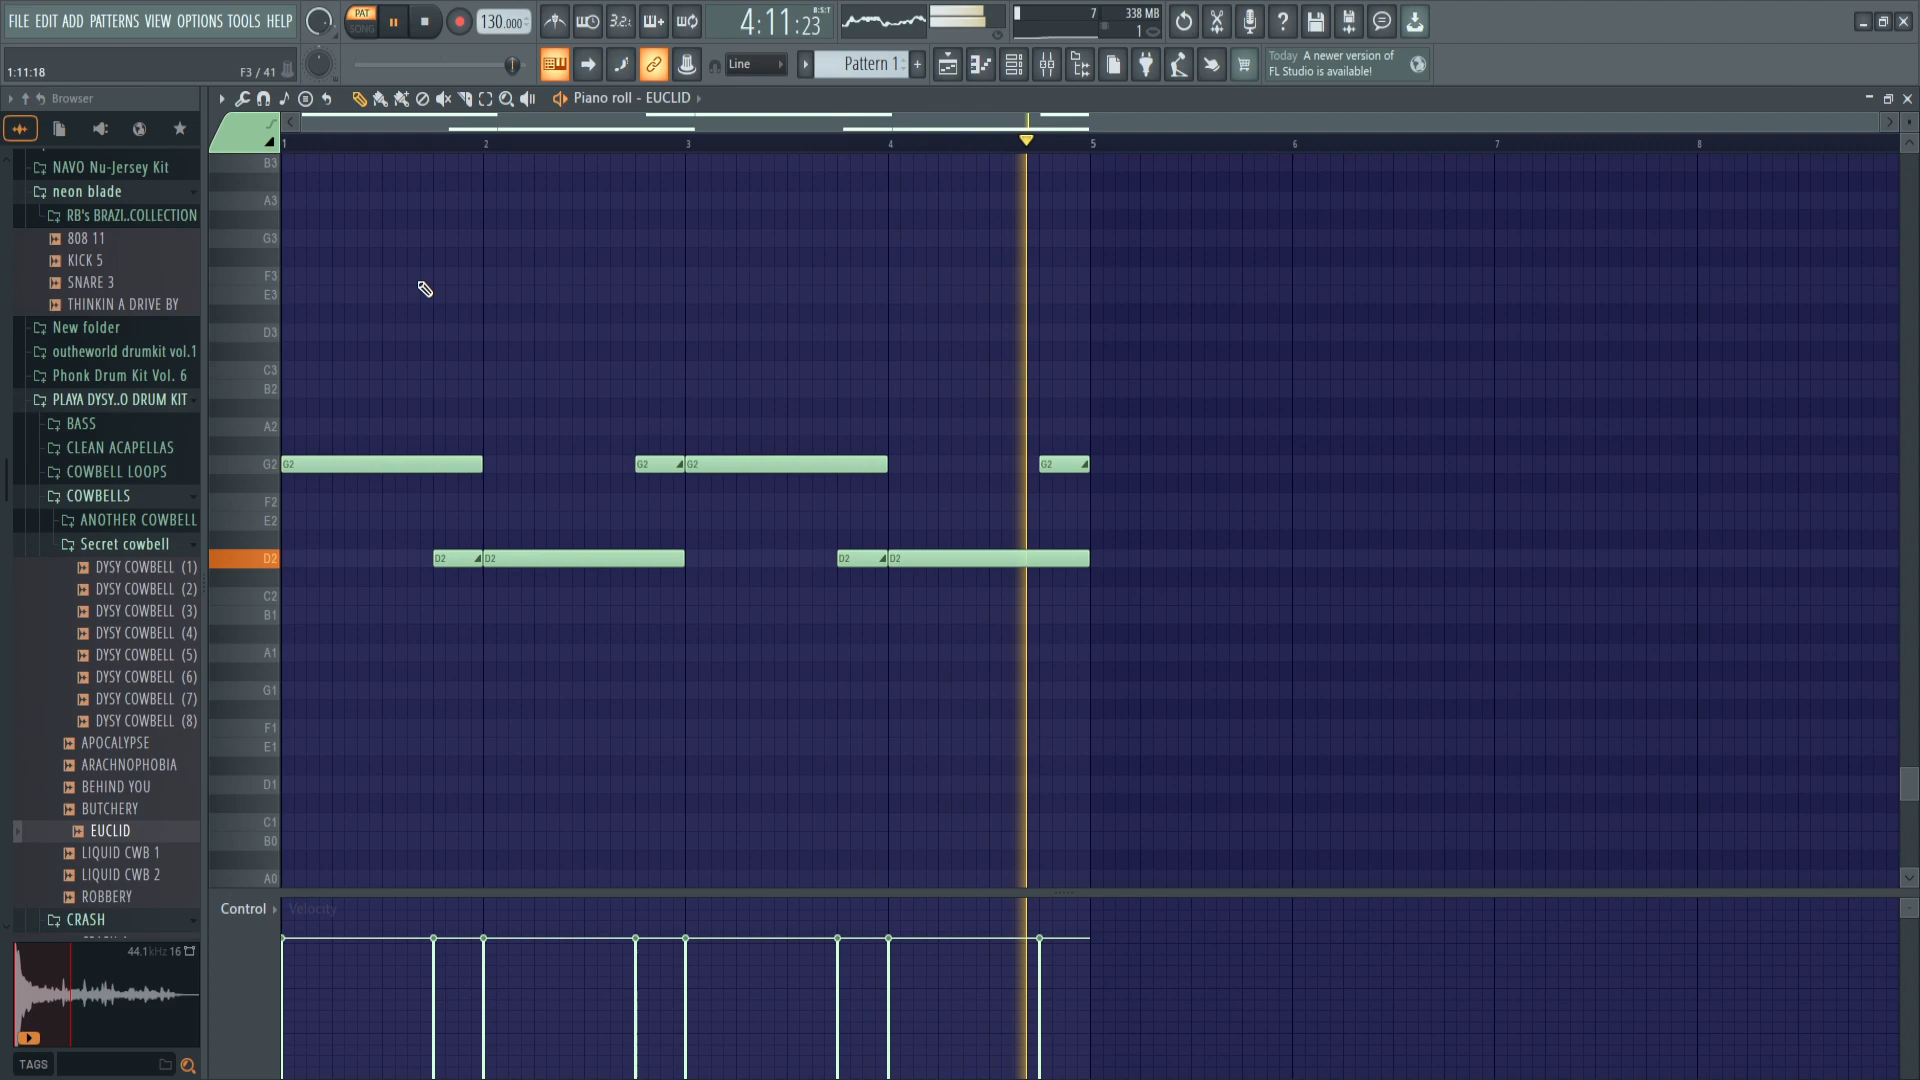 FILE EDIT ADD PATTERNS VIEW OPTIONS TOOLS HELP
PAT
SONG
130.000
3.2.
4:11:23
B:S:T
7
338 MB
1
1:11:18
F3 / 41
Line
Pattern 1
Today A newer version of
FL Studio is available!
Browser
Piano roll - EUCLID
NAVO Nu-Jersey Kit
neon blade
RB's BRAZI..COLLECTION
808 11
KICK 5
SNARE 3
THINKIN A DRIVE BY
New folder
outheworld drumkit vol.1
Phonk Drum Kit Vol. 6
PLAYA DYSY..O DRUM KIT
BASS
CLEAN ACAPELLAS
COWBELL LOOPS
COWBELLS
ANOTHER COWBELL
Secret cowbell
DYSY COWBELL (1)
DYSY COWBELL (2)
DYSY COWBELL (3)
DYSY COWBELL (4)
DYSY COWBELL (5)
DYSY COWBELL (6)
DYSY COWBELL (7)
DYSY COWBELL (8)
APOCALYPSE
ARACHNOPHOBIA
BEHIND YOU
BUTCHERY
EUCLID
LIQUID CWB 1
LIQUID CWB 2
ROBBERY
CRASH
44.1kHz 16
TAGS
1 2 3 4 5 6 7 8
B3
A3
G3
F3
E3
D3
C3
B2
A2
G2 G2 G2 G2 G2
F2
E2
D2 D2 D2 D2 D2
C2
B1
A1
G1
F1
E1
D1
C1
B0
A0
Control Velocity